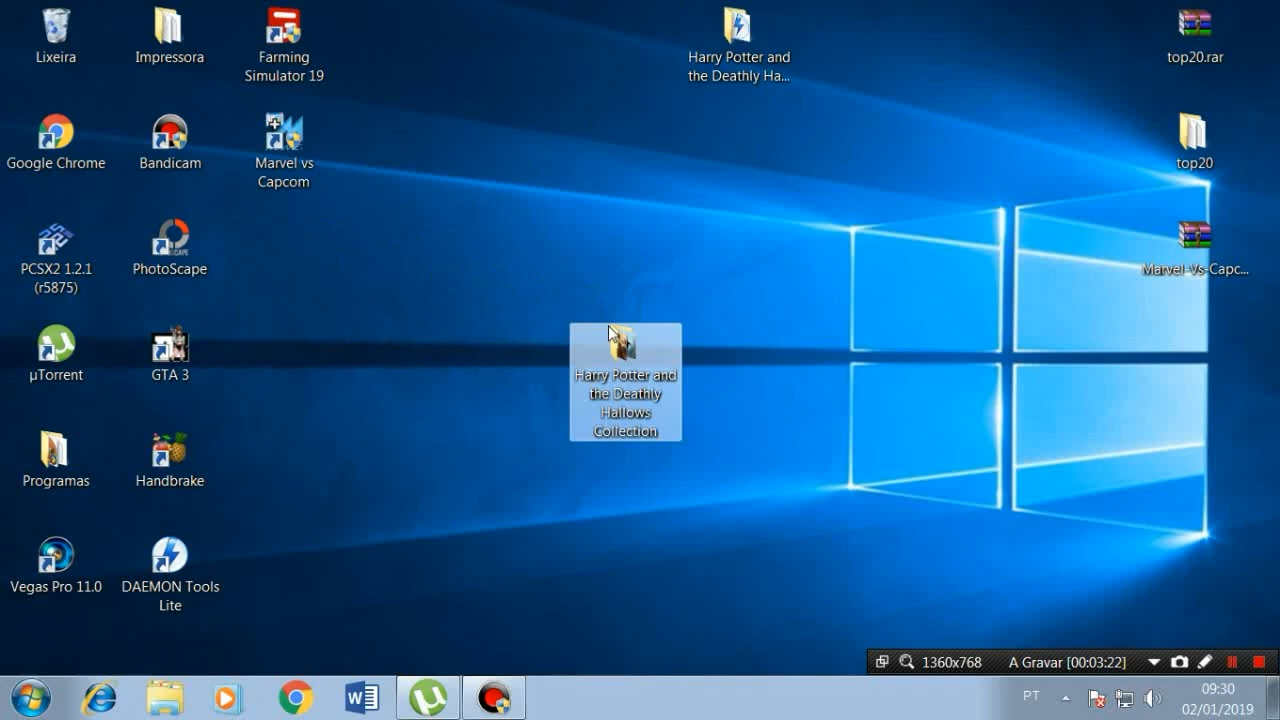 Lixeira
Impressora
Farming
Simulator 19
Harry Potter and
the Deathly Ha...
top20.rar
Google Chrome
Bandicam
Marvel vs
Capcom
top20
PCSX2 1.2.1
(r5875)
PhotoScape
Marvel-Vs-Capc...
µTorrent
GTA 3
Harry Potter and
the Deathly
Hallows
Collection
Programas
Handbrake
Vegas Pro 11.0
DAEMON Tools
Lite
1360x768
A Gravar [00:03:22]
PT
09:30
02/01/2019